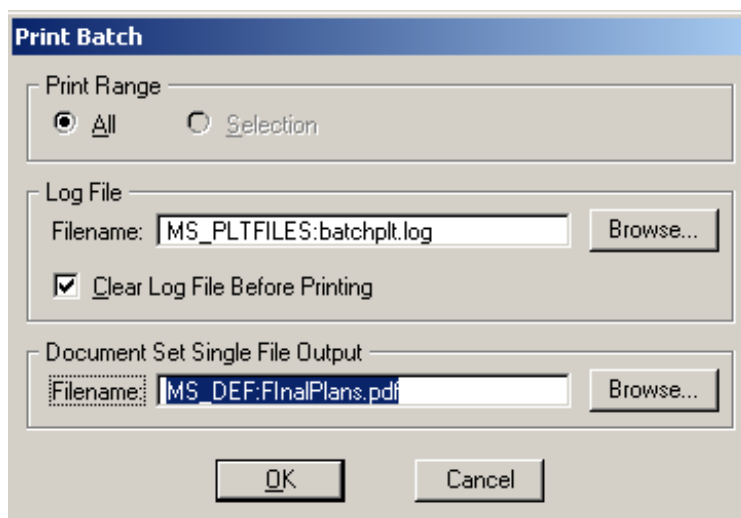 Print Batch
Print Range
All Selection
Log File
Filename: MS_PLTFILES:batchplt.log Browse...
Clear Log File Before Printing
Document Set Single File Output
Filename: MS_DEF:FInalPlans.pdf Browse...
OK Cancel